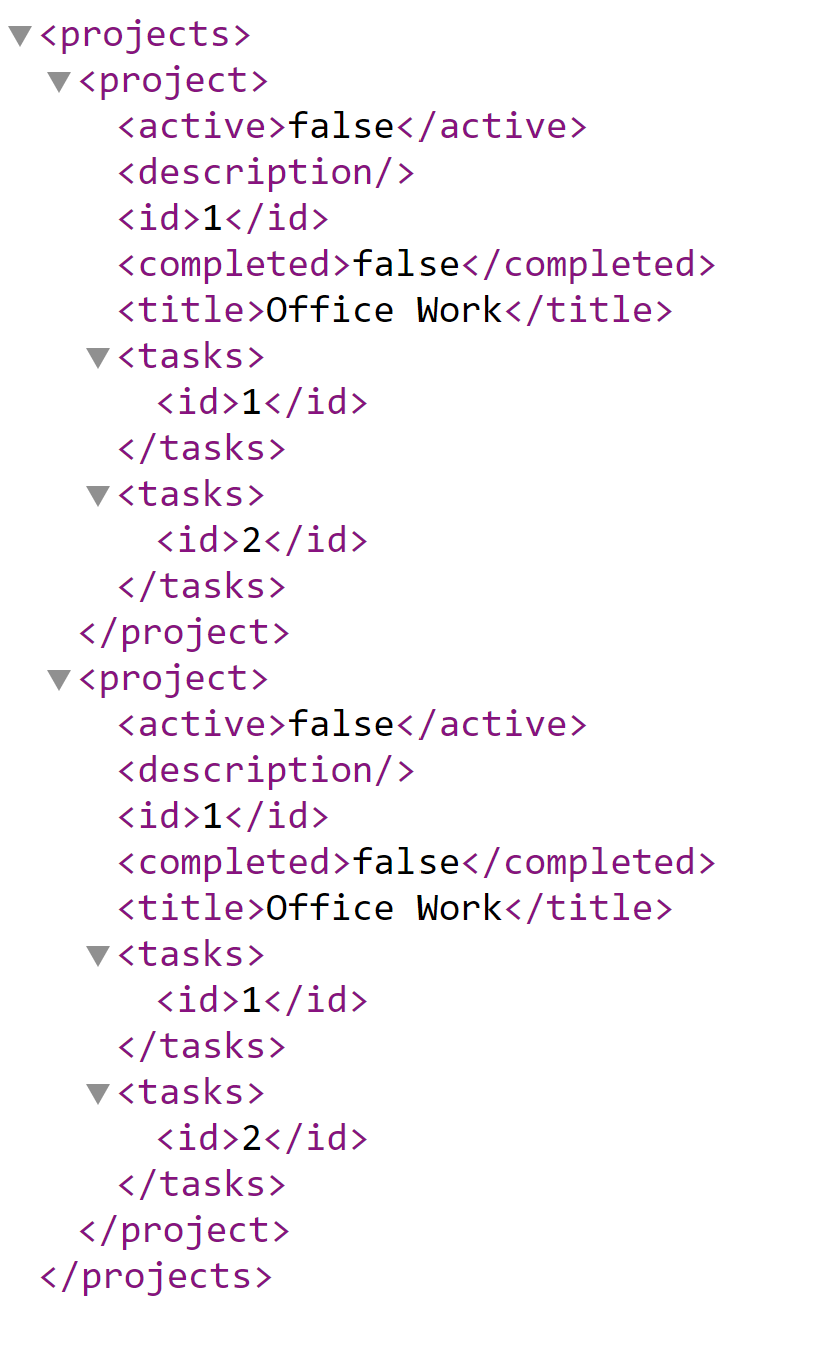 <projects>
<project>
<active>false</active>
<description/>
<id>1</id>
<completed>false</completed>
<title>Office Work</title>
<tasks>
<id>1</id>
</tasks>
<tasks>
<id>2</id>
</tasks>
</project>
<project>
<active>false</active>
<description/>
<id>1</id>
<completed>false</completed>
<title>Office Work</title>
<tasks>
<id>1</id>
</tasks>
<tasks>
<id>2</id>
</tasks>
</project>
</projects>